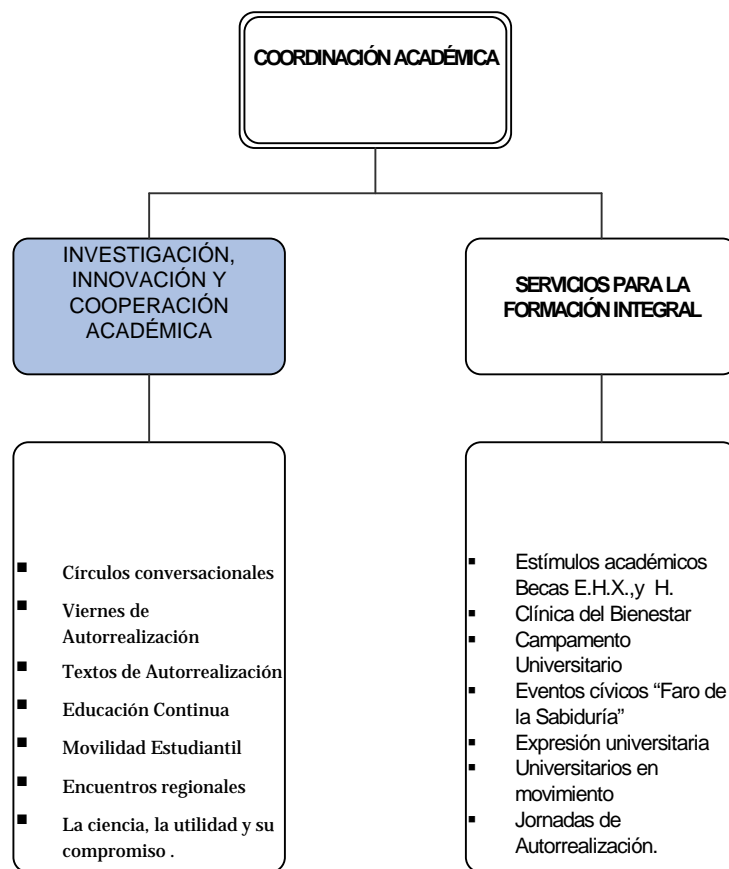 COORDINACIÓN ACADÉMICA
INVESTIGACIÓN,
INNOVACIÓN Y
COOPERACIÓN
ACADÉMICA
SERVICIOS PARA LA
FORMACIÓN INTEGRAL
▪ Círculos conversacionales
▪ Viernes de
Autorrealización
▪ Textos de Autorrealización
▪ Educación Continua
▪ Movilidad Estudiantil
▪ Encuentros regionales
▪ La ciencia, la utilidad y su
compromiso .
▪ Estímulos académicos
Becas E.H.X.,y H.
▪ Clínica del Bienestar
▪ Campamento
Universitario
▪ Eventos cívicos “Faro de
la Sabiduría”
▪ Expresión universitaria
▪ Universitarios en
movimiento
▪ Jornadas de
Autorrealización.